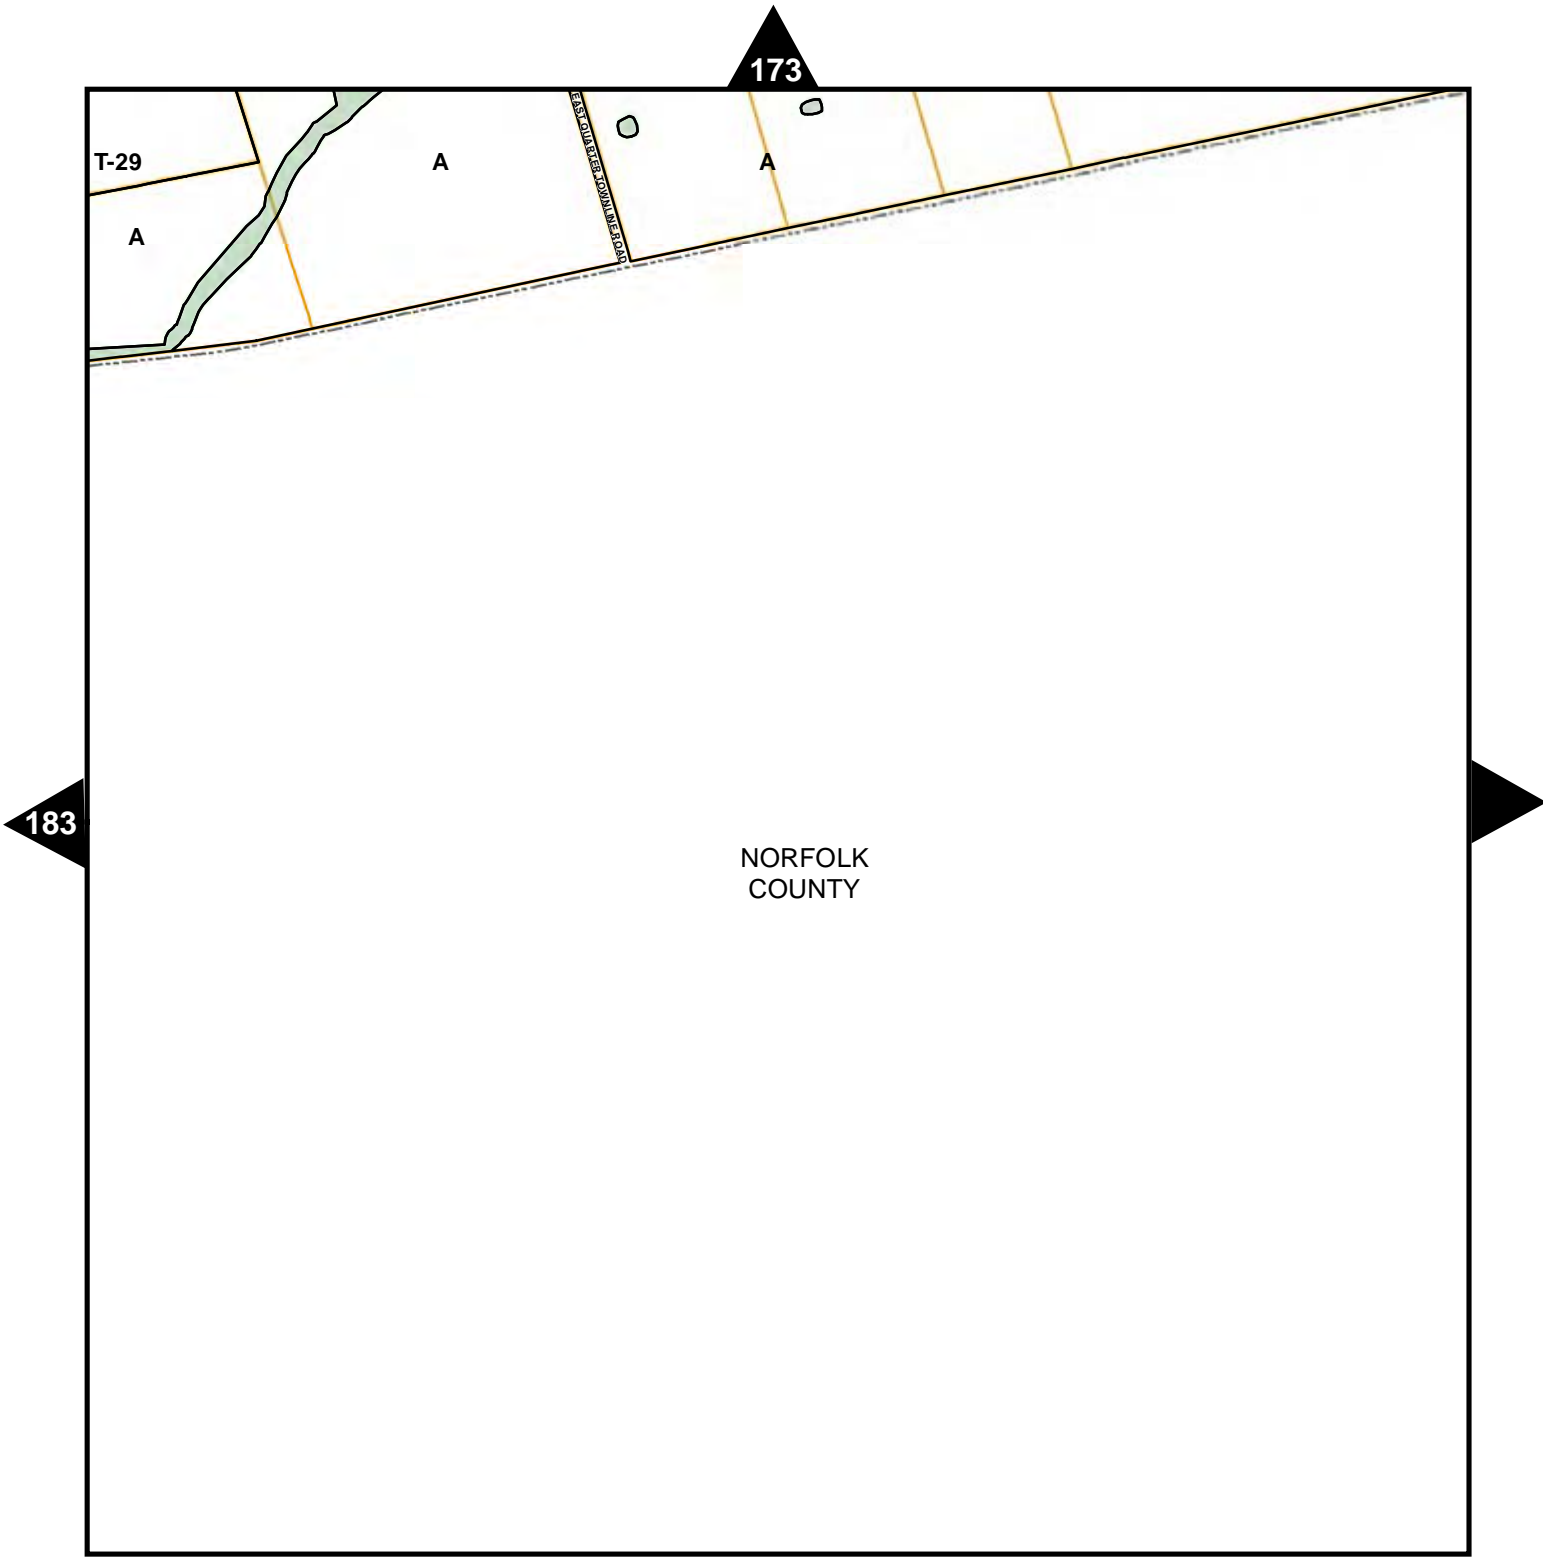 173
T-29
A
A
A
EAST QUARTER TOWNLINE ROAD
183
NORFOLK
COUNTY